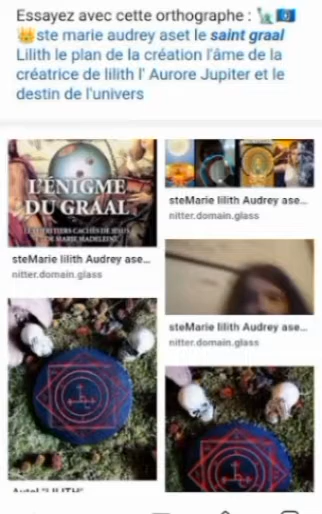 Essayez avec cette orthographe : 🗽
👑ste marie audrey aset le saint graal
Lilith le plan de la création l'âme de la
créatrice de lilith l' Aurore Jupiter et le
destin de l'univers
L'ÉNIGME
DU GRAAL
steMarie lilith Audrey ase...
nitter.domain.glass
steMarie lilith Audrey ase...
nitter.domain.glass
steMarie lilith Audrey ase...
nitter.domain.glass
Autel "LILITH"